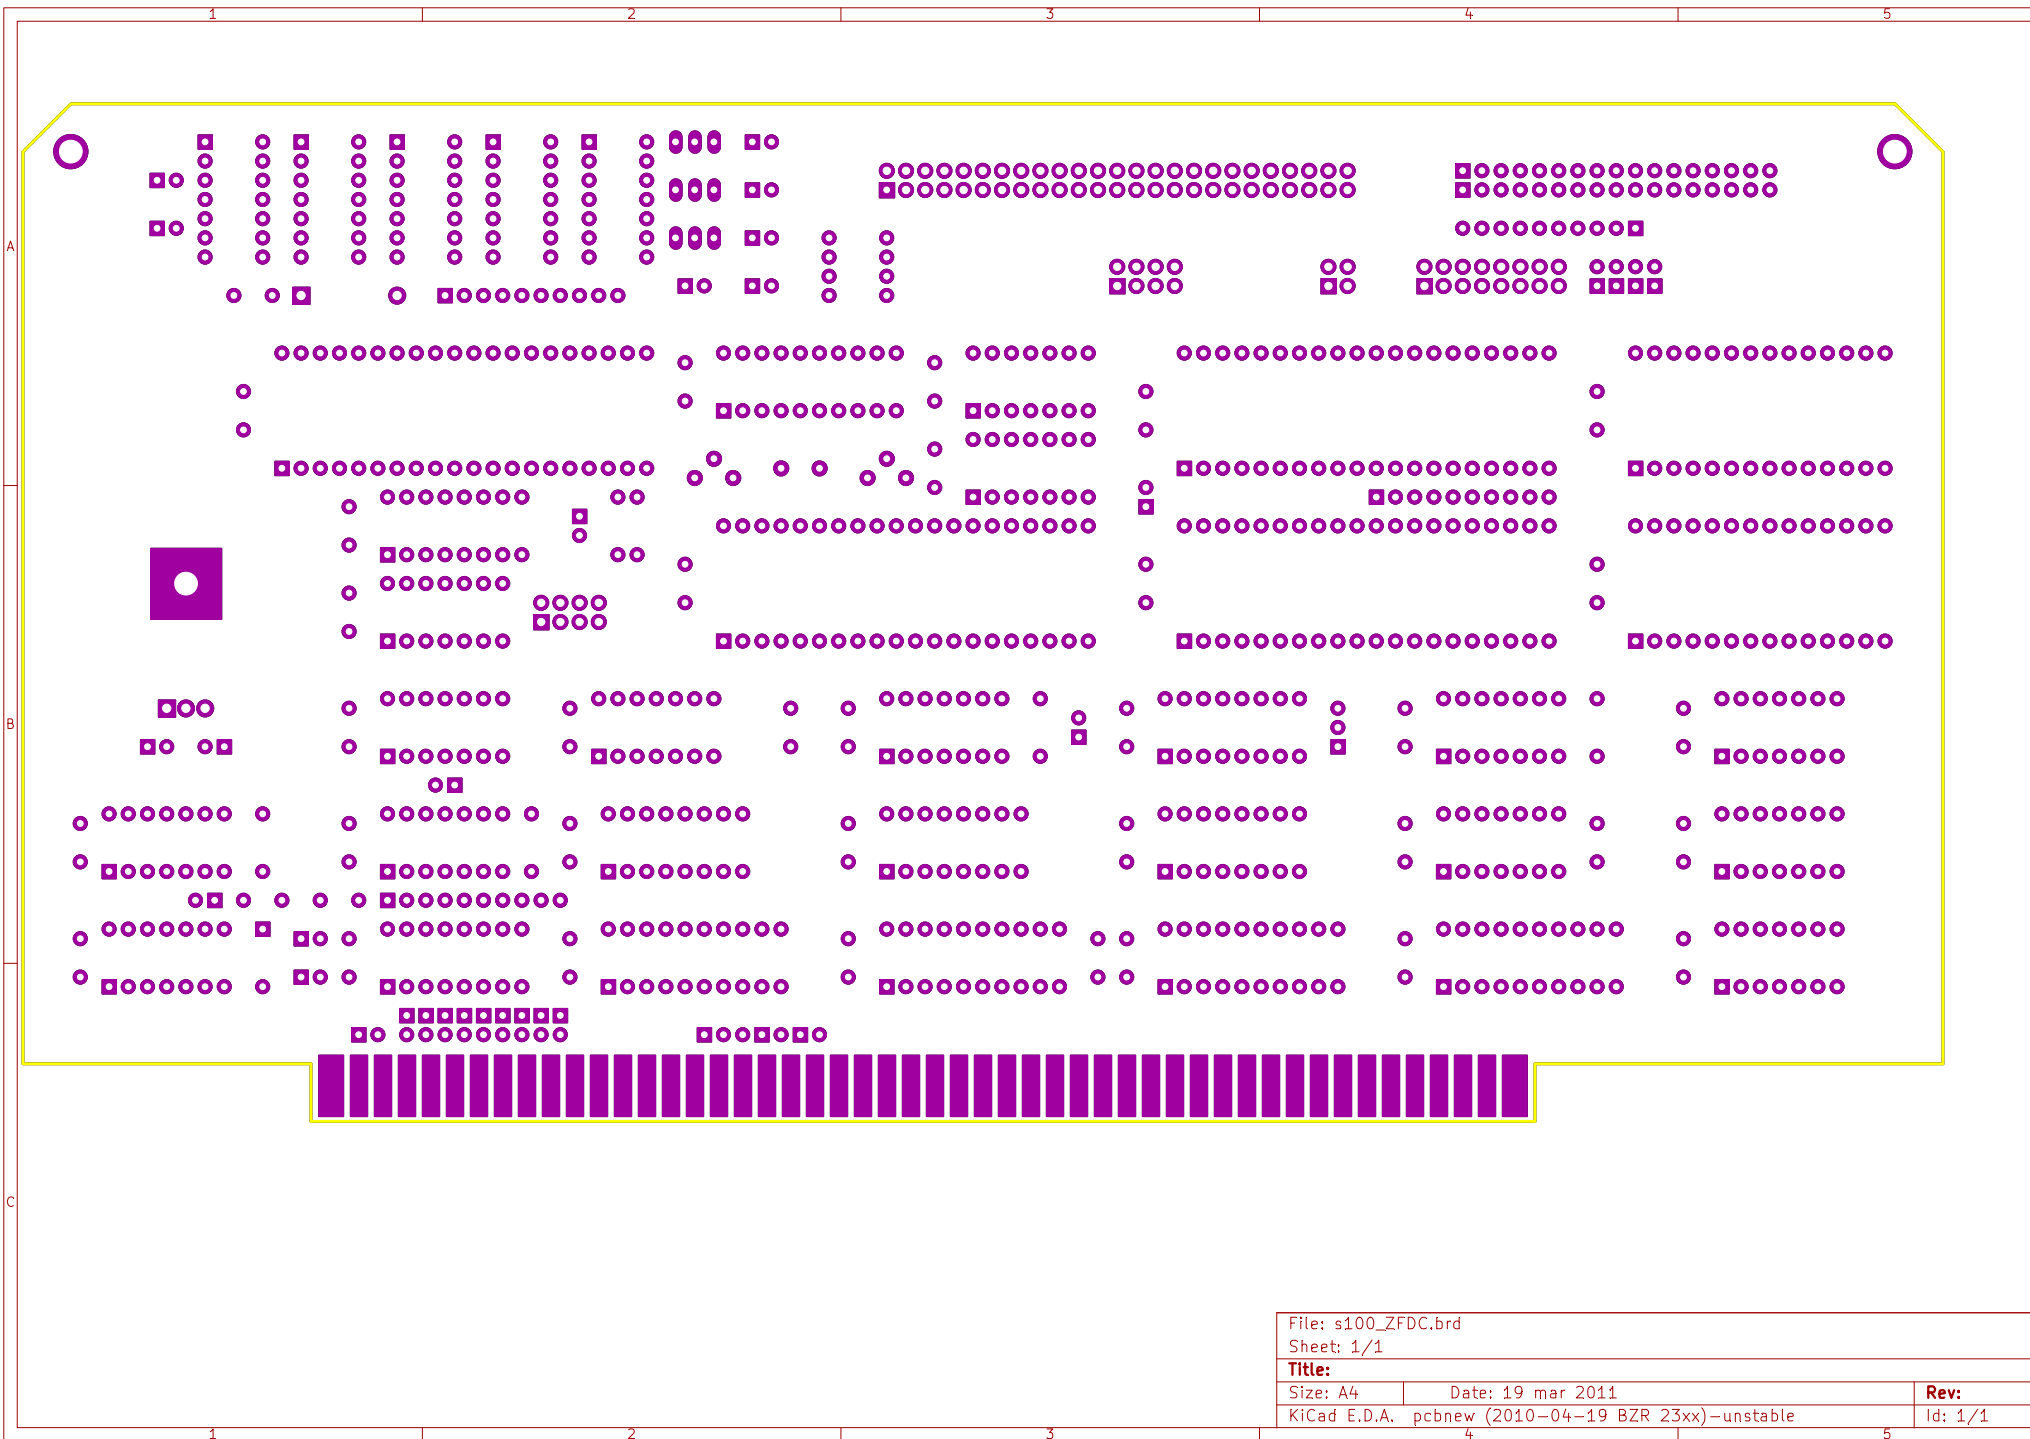 1 2 3 4 5
A
B
C
File: s100_ZFDC.brd
Sheet: 1/1
Title:
Size: A4 Date: 19 mar 2011 Rev:
KiCad E.D.A. pcbnew (2010-04-19 BZR 23xx)-unstable Id: 1/1
1 2 3 4 5